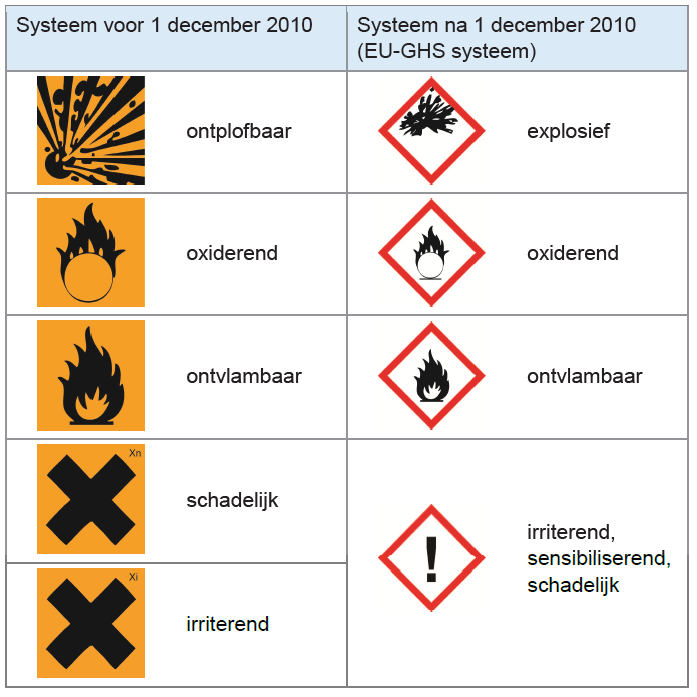 Systeem voor 1 december 2010
Systeem na 1 december 2010
(EU-GHS systeem)
ontplofbaar
explosief
oxiderend
oxiderend
ontvlambaar
ontvlambaar
Xn
schadelijk
irriterend,
sensibiliserend,
schadelijk
!
Xi
irriterend